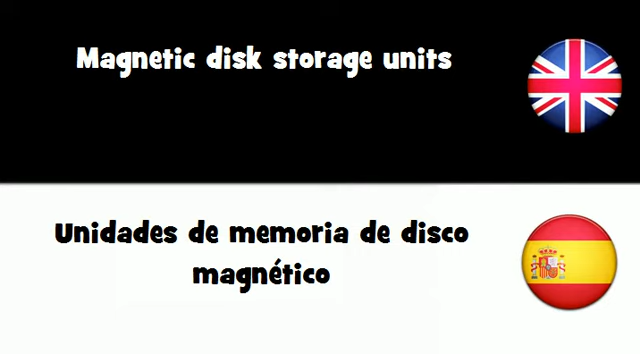 Magnetic disk storage units
Unidades de memoria de disco
magnético